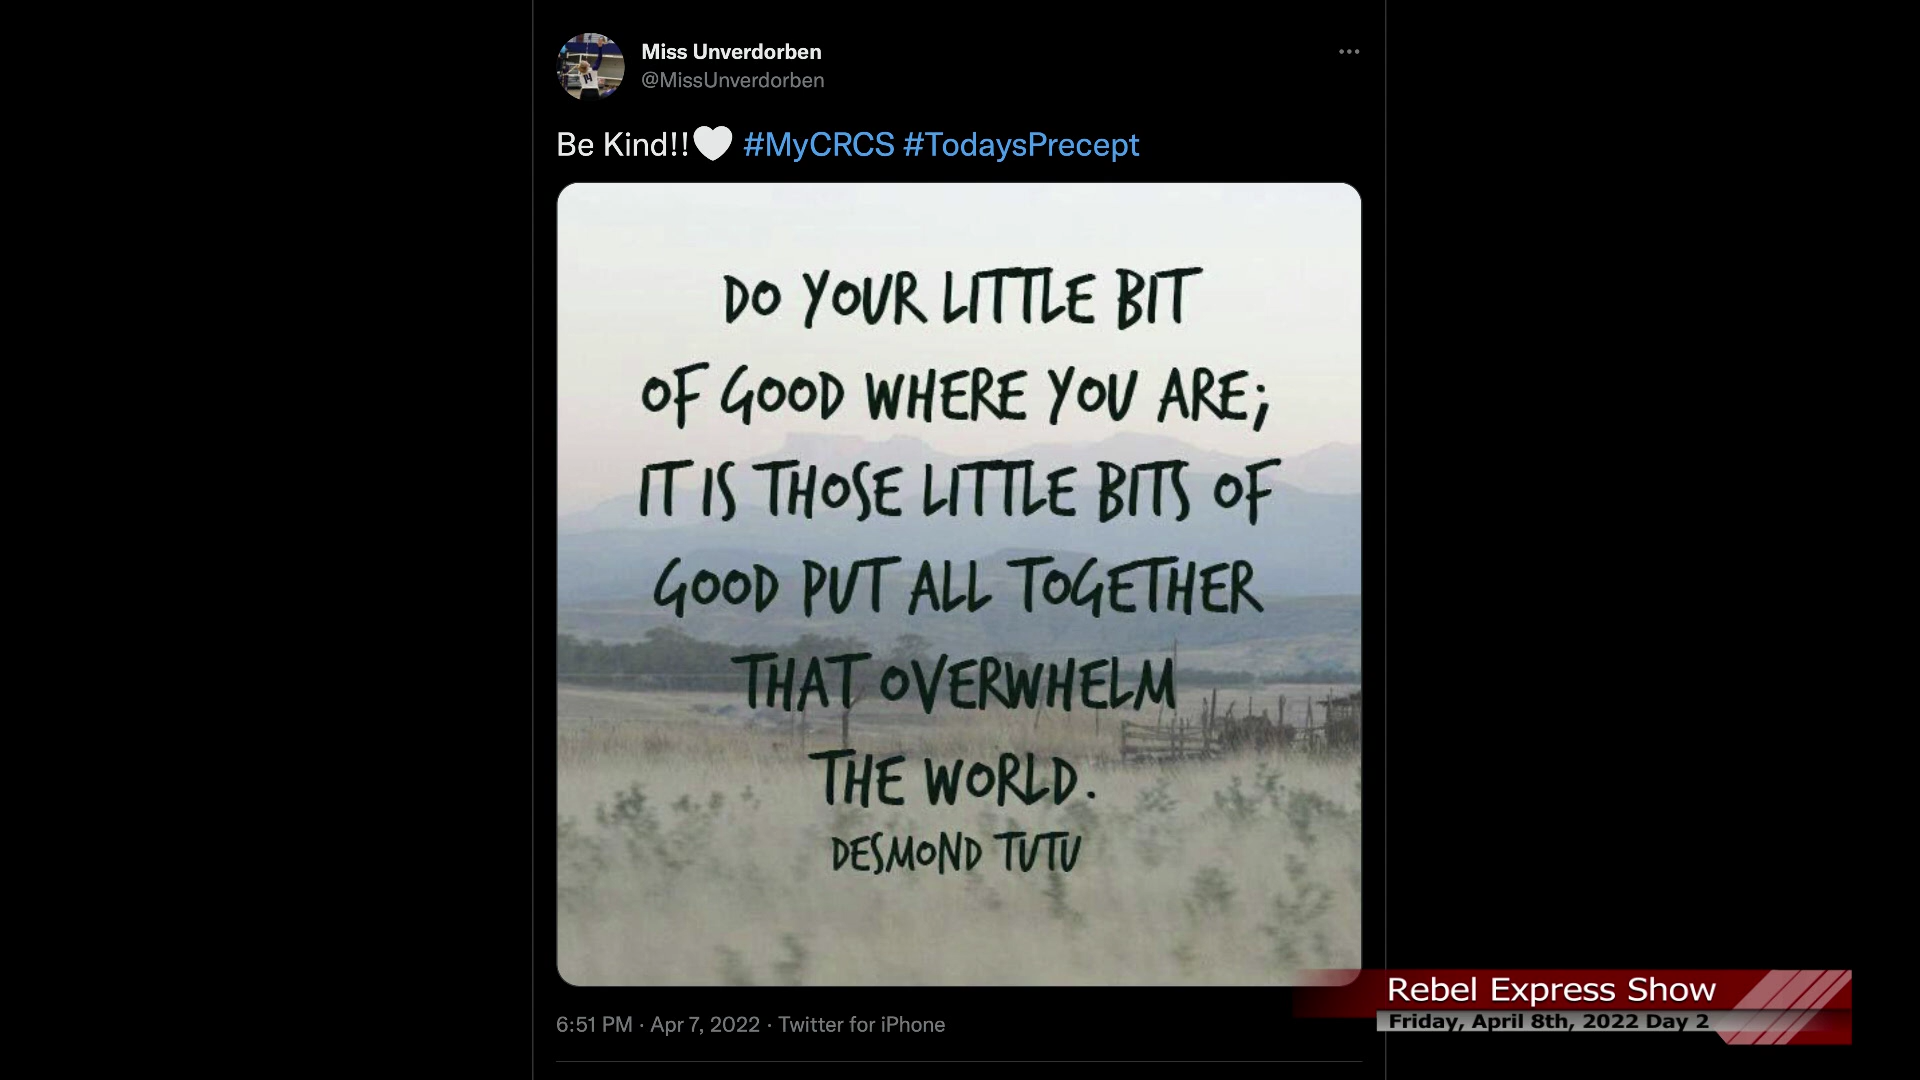 Miss Unverdorben
@MissUnverdorben
Be Kind!!🤍 #MyCRCS #TodaysPrecept
DO YOUR LITTLE BIT
OF GOOD WHERE YOU ARE;
IT IS THOSE LITTLE BITS OF
GOOD PUT ALL TOGETHER
THAT OVERWHELM
THE WORLD.
DESMOND TUTU
6:51 PM · Apr 7, 2022 · Twitter for iPhone
Rebel Express Show
Friday, April 8th, 2022 Day 2